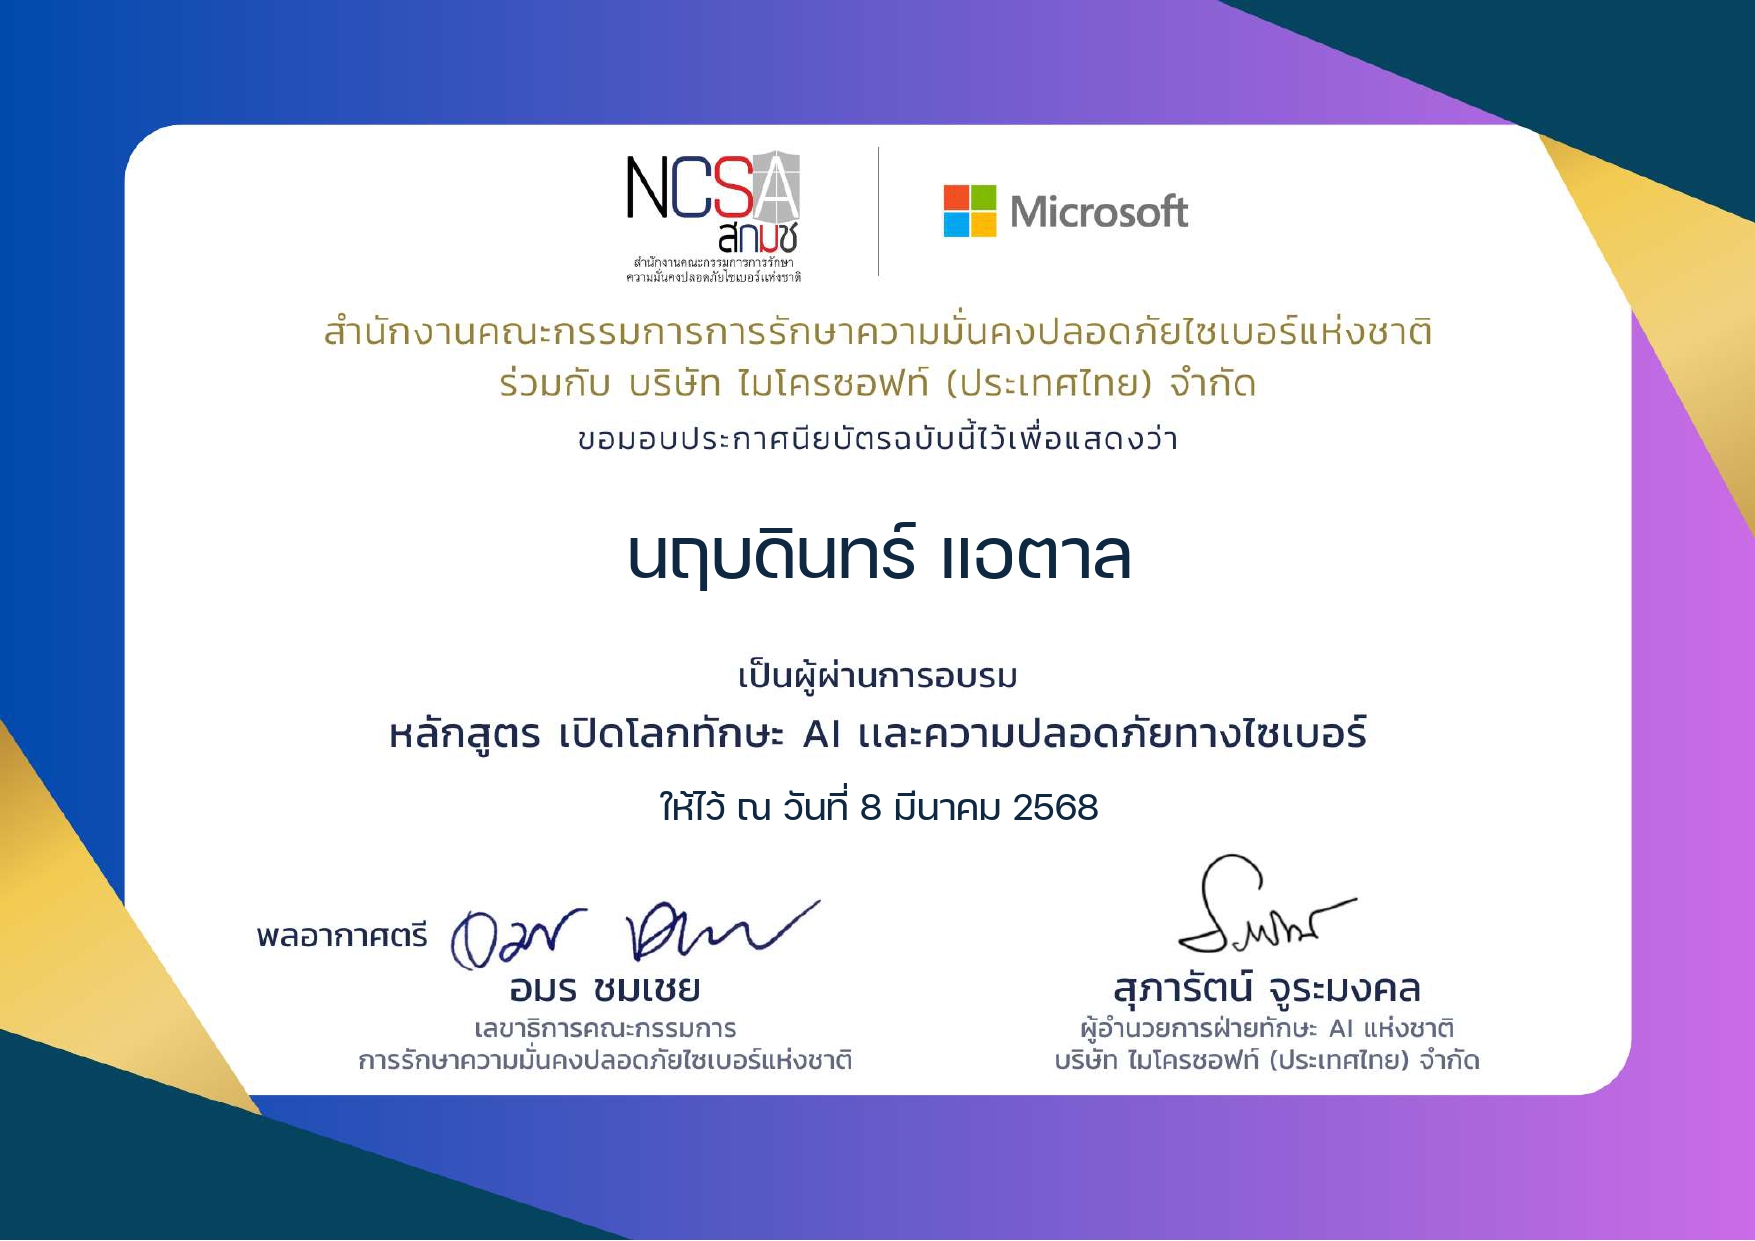 NCSA
สกมช
สำนักงานคณะกรรมการการรักษา
ความมั่นคงปลอดภัยไซเบอร์แห่งชาติ
Microsoft
สำนักงานคณะกรรมการการรักษาความมั่นคงปลอดภัยไซเบอร์แห่งชาติ
ร่วมกับ บริษัท ไมโครซอฟท์ (ประเทศไทย) จำกัด
ขอมอบประกาศนียบัตรฉบับนี้ไว้เพื่อแสดงว่า
นฤบดินทร์ แอตาล
เป็นผู้ผ่านการอบรม
หลักสูตร เปิดโลกทักษะ AI และความปลอดภัยทางไซเบอร์
ให้ไว้ ณ วันที่ 8 มีนาคม 2568
พลอากาศตรี
อมร ชมเชย
เลขาธิการคณะกรรมการ
การรักษาความมั่นคงปลอดภัยไซเบอร์แห่งชาติ
สุภารัตน์ จูระมงคล
ผู้อำนวยการฝ่ายทักษะ AI แห่งชาติ
บริษัท ไมโครซอฟท์ (ประเทศไทย) จำกัด